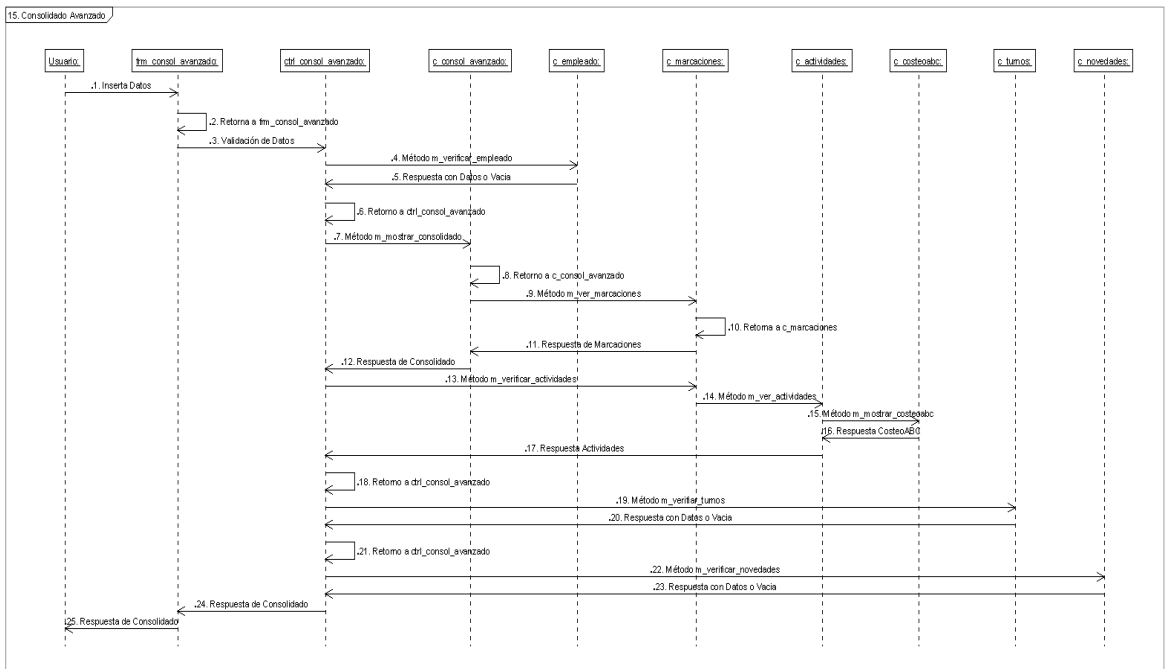 15. Consolidado Avanzado
Usuario:
frm_consol_avanzado:
ctrl_consol_avanzado:
c_consol_avanzado:
c_empleado:
c_marcaciones:
c_actividades:
c_costeoabc:
c_turnos:
c_novedades:
.1. Inserta Datos
.2. Retorna a frm_consol_avanzado
.3. Validación de Datos
.4. Método m_verificar_empleado
.5. Respuesta con Datos o Vacia
.6. Retorno a ctrl_consol_avanzado
.7. Método m_mostrar_consolidado
.8. Retorno a c_consol_avanzado
.9. Método m_ver_marcaciones
.10. Retorna a c_marcaciones
.11. Respuesta de Marcaciones
.12. Respuesta de Consolidado
.13. Método m_verificar_actividades
.14. Método m_ver_actividades
.15. Método m_mostrar_costeoabc
.16. Respuesta CosteoABC
.17. Respuesta Actividades
.18. Retorno a ctrl_consol_avanzado
.19. Método m_verifiar_turnos
.20. Respuesta con Datos o Vacia
.21. Retorno a ctrl_consol_avanzado
.22. Método m_verificar_novedades
.23. Respuesta con Datos o Vacia
.24. Respuesta de Consolidado
.25. Respuesta de Consolidado